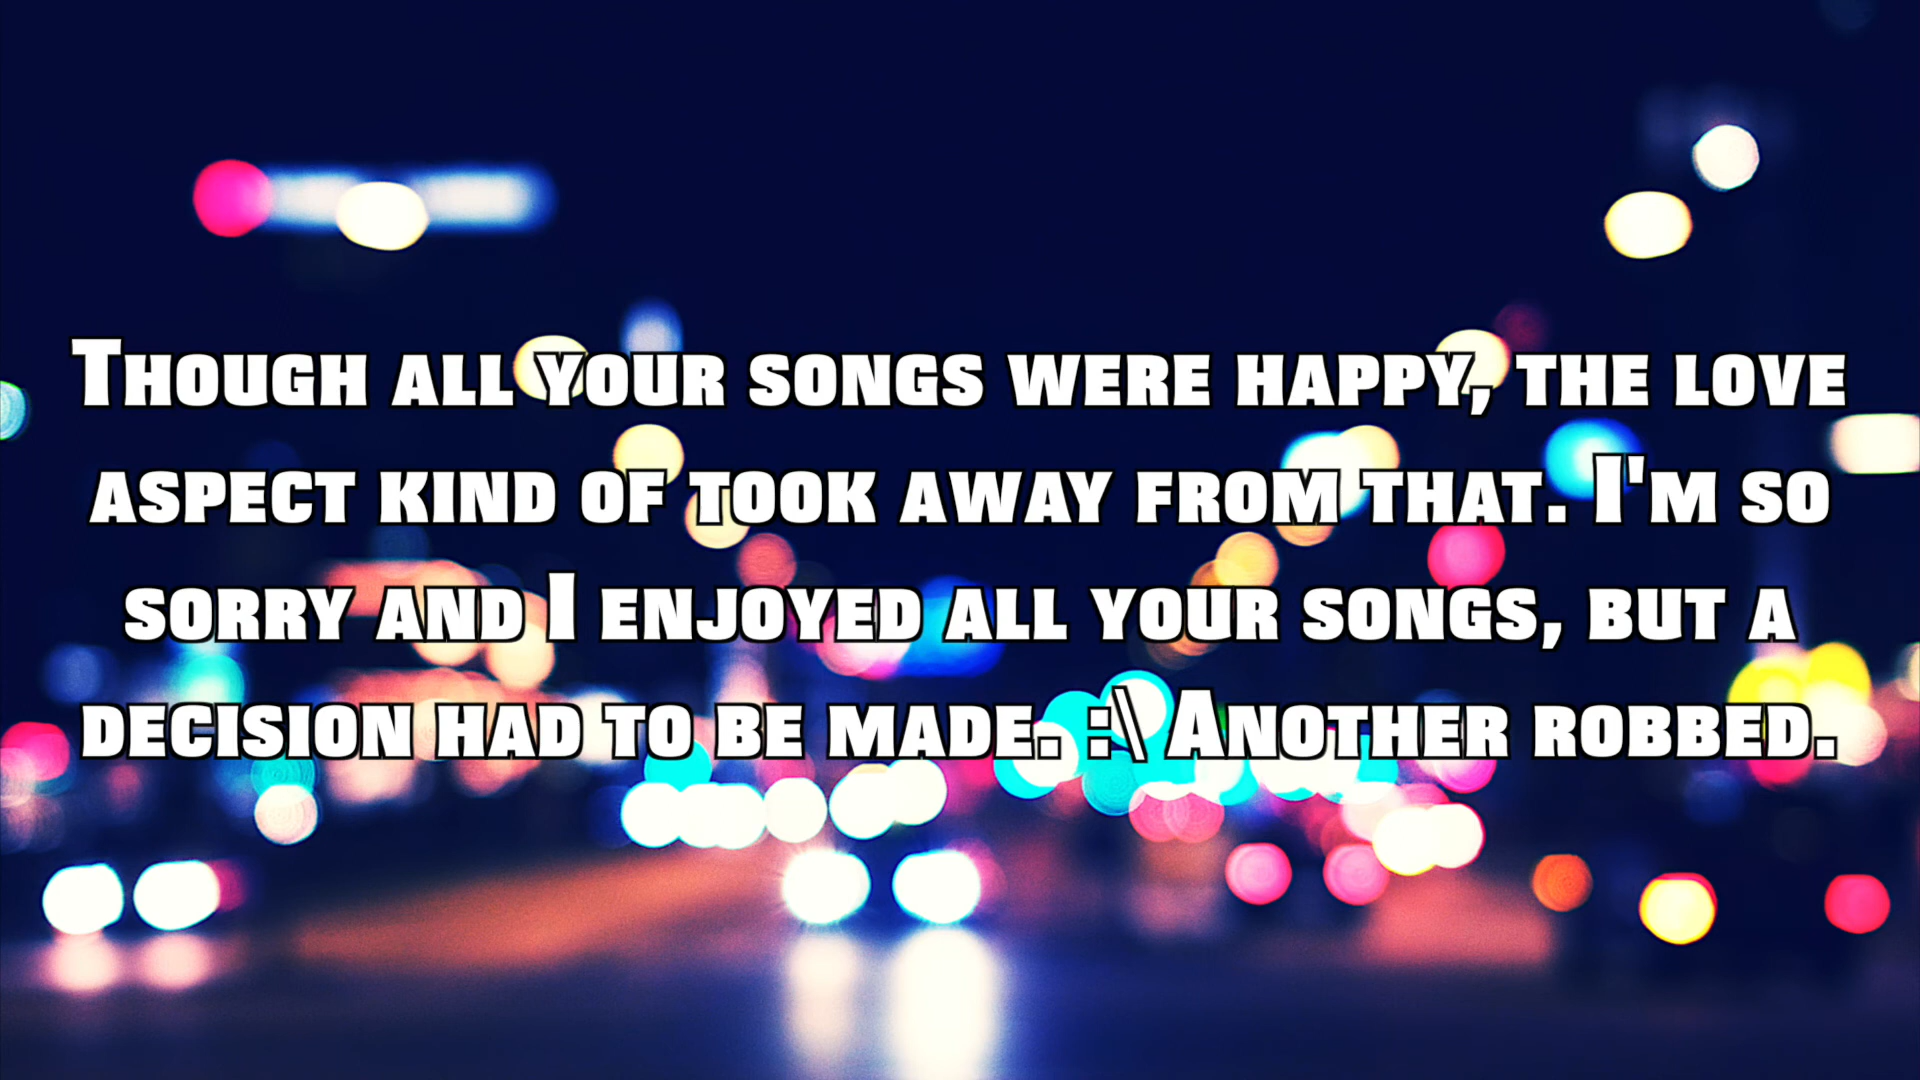 Though all your songs were happy, the love
aspect kind of took away from that. I'm so
sorry and I enjoyed all your songs, but a
decision had to be made. :\ Another robbed.